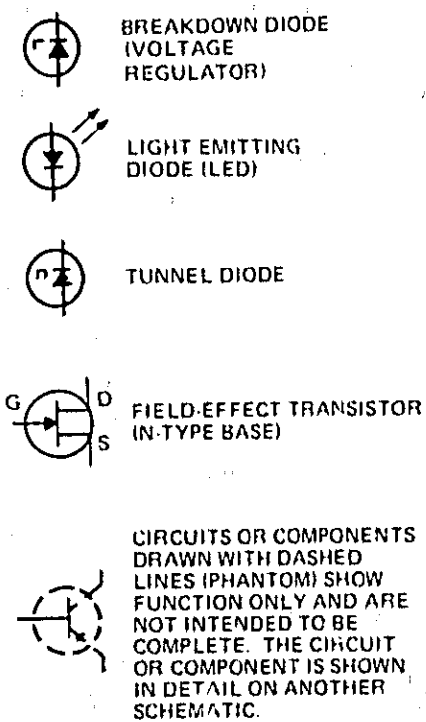 BREAKDOWN DIODE
(VOLTAGE
REGULATOR)
LIGHT EMITTING
DIODE (LED)
TUNNEL DIODE
G
D
S
FIELD-EFFECT TRANSISTOR
(N-TYPE BASE)
CIRCUITS OR COMPONENTS
DRAWN WITH DASHED
LINES (PHANTOM) SHOW
FUNCTION ONLY AND ARE
NOT INTENDED TO BE
COMPLETE. THE CIRCUIT
OR COMPONENT IS SHOWN
IN DETAIL ON ANOTHER
SCHEMATIC.